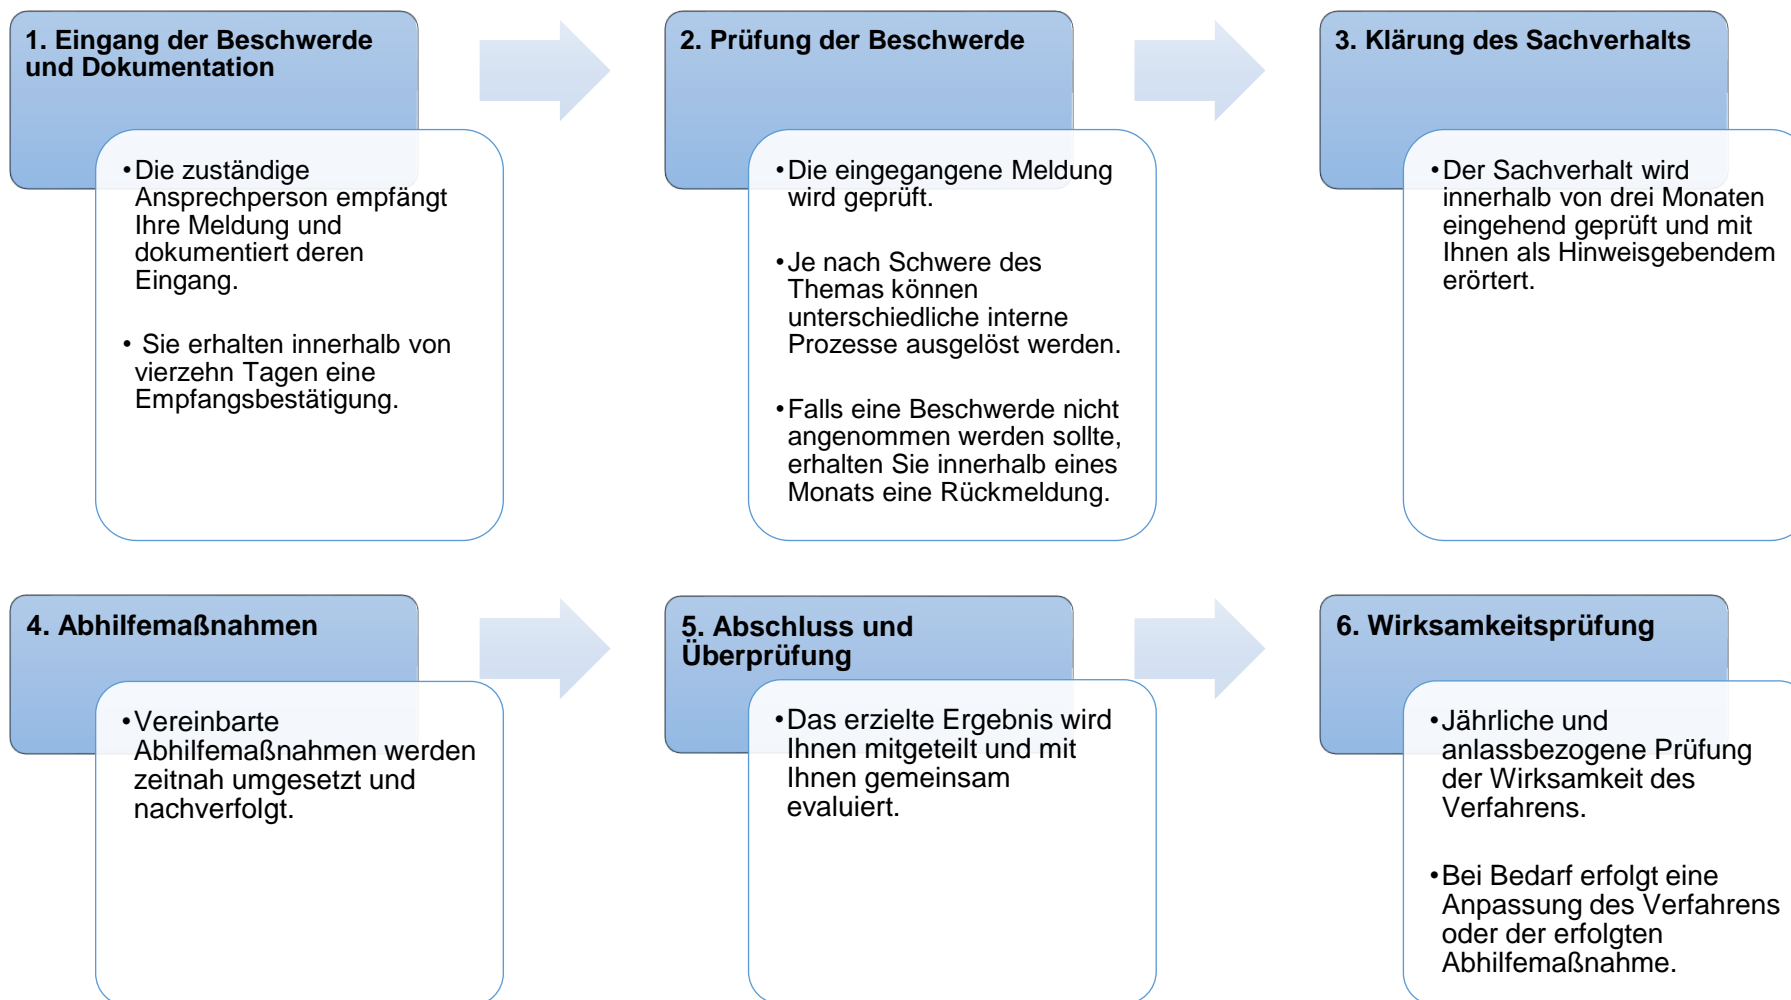 1. Eingang der Beschwerde
und Dokumentation
•Die zuständige
Ansprechperson empfängt
Ihre Meldung und
dokumentiert deren
Eingang.
• Sie erhalten innerhalb von
vierzehn Tagen eine
Empfangsbestätigung.
2. Prüfung der Beschwerde
•Die eingegangene Meldung
wird geprüft.
•Je nach Schwere des
Themas können
unterschiedliche interne
Prozesse ausgelöst werden.
•Falls eine Beschwerde nicht
angenommen werden sollte,
erhalten Sie innerhalb eines
Monats eine Rückmeldung.
3. Klärung des Sachverhalts
•Der Sachverhalt wird
innerhalb von drei Monaten
eingehend geprüft und mit
Ihnen als Hinweisgebendem
erörtert.
4. Abhilfemaßnahmen
•Vereinbarte
Abhilfemaßnahmen werden
zeitnah umgesetzt und
nachverfolgt.
5. Abschluss und
Überprüfung
•Das erzielte Ergebnis wird
Ihnen mitgeteilt und mit
Ihnen gemeinsam
evaluiert.
6. Wirksamkeitsprüfung
•Jährliche und
anlassbezogene Prüfung
der Wirksamkeit des
Verfahrens.
•Bei Bedarf erfolgt eine
Anpassung des Verfahrens
oder der erfolgten
Abhilfemaßnahme.